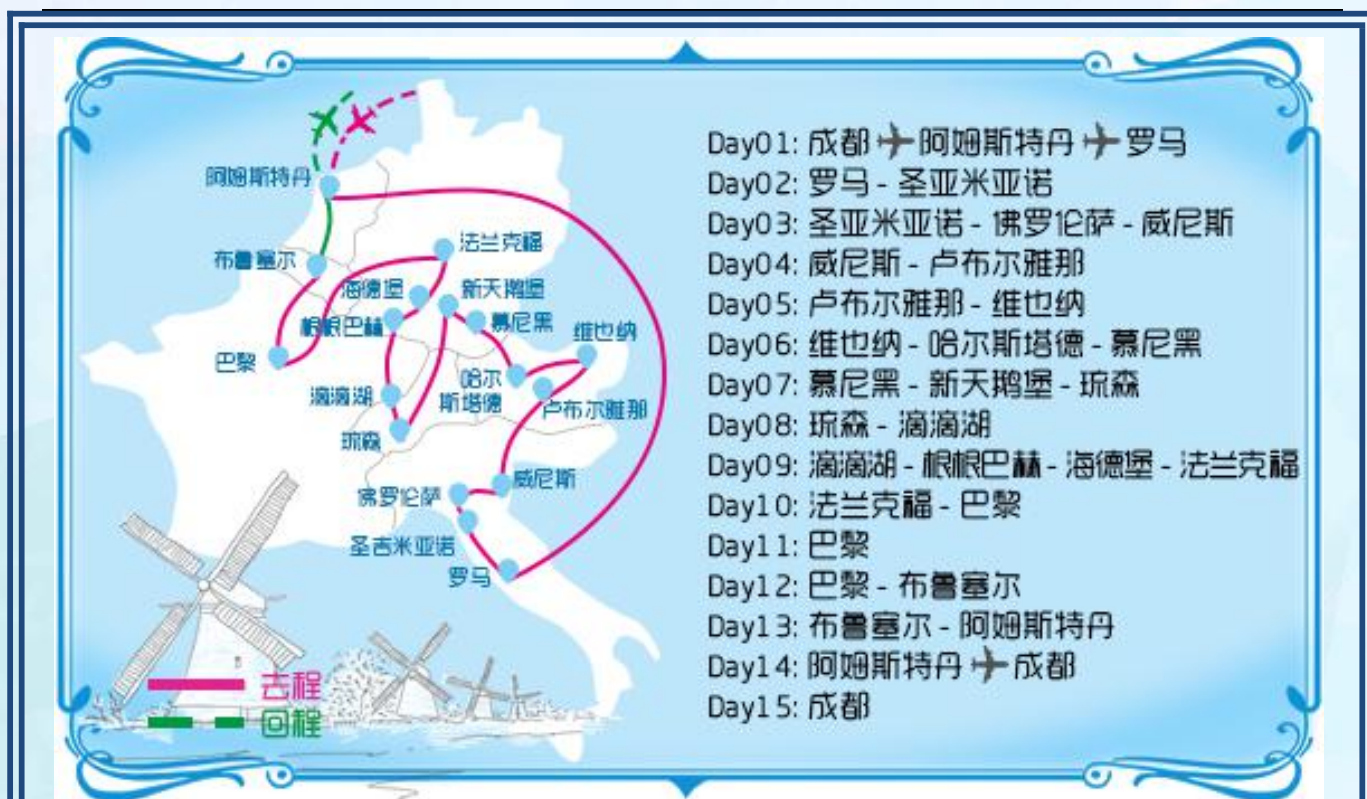 阿姆斯特丹
布鲁塞尔
法兰克福
海德堡
新天鹅堡
根根巴赫
慕尼黑
维也纳
巴黎
哈尔
斯塔德
滴滴湖
卢布尔雅那
琉森
威尼斯
佛罗伦萨
圣吉米亚诺
罗马
去程
回程
Day01: 成都 ✈ 阿姆斯特丹 ✈ 罗马
Day02: 罗马 - 圣亚米亚诺
Day03: 圣亚米亚诺 - 佛罗伦萨 - 威尼斯
Day04: 威尼斯 - 卢布尔雅那
Day05: 卢布尔雅那 - 维也纳
Day06: 维也纳 - 哈尔斯塔德 - 慕尼黑
Day07: 慕尼黑 - 新天鹅堡 - 琉森
Day08: 琉森 - 滴滴湖
Day09: 滴滴湖 - 根根巴赫 - 海德堡 - 法兰克福
Day10: 法兰克福 - 巴黎
Day11: 巴黎
Day12: 巴黎 - 布鲁塞尔
Day13: 布鲁塞尔 - 阿姆斯特丹
Day14: 阿姆斯特丹 ✈ 成都
Day15: 成都